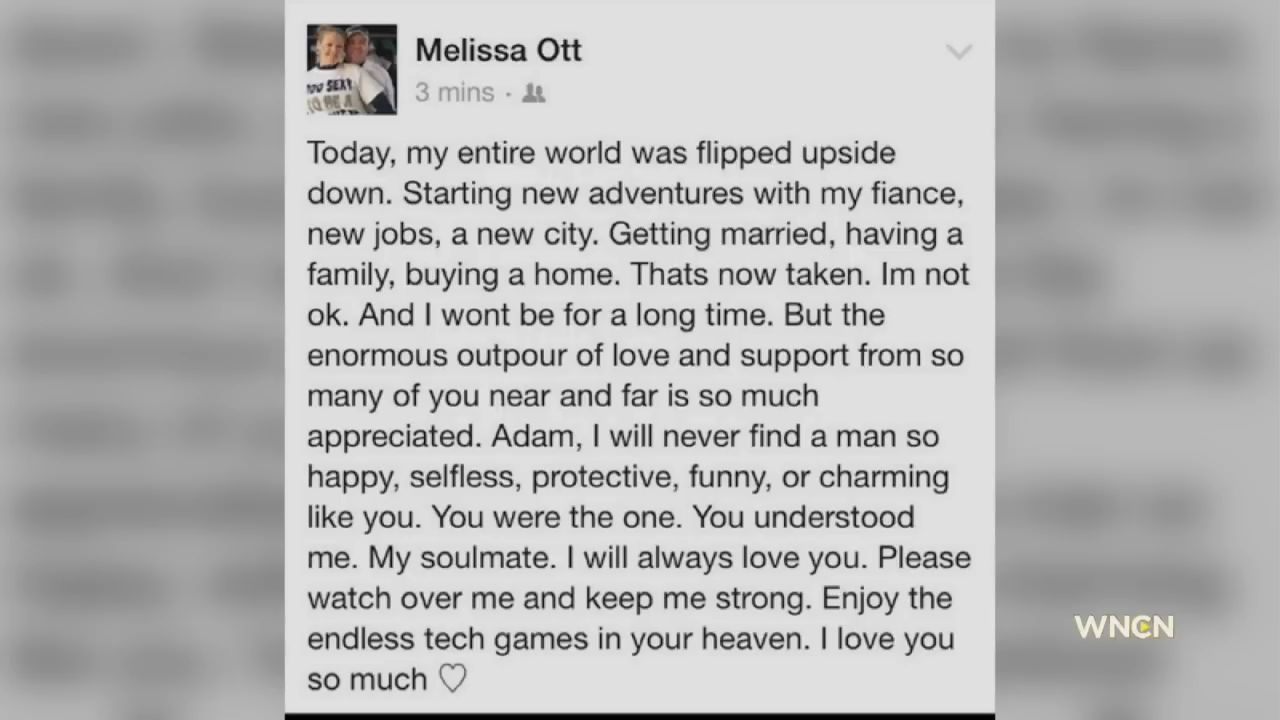 Melissa Ott
3 mins ·
Today, my entire world was flipped upside
down. Starting new adventures with my fiance,
new jobs, a new city. Getting married, having a
family, buying a home. Thats now taken. Im not
ok. And I wont be for a long time. But the
enormous outpour of love and support from so
many of you near and far is so much
appreciated. Adam, I will never find a man so
happy, selfless, protective, funny, or charming
like you. You were the one. You understood
me. My soulmate. I will always love you. Please
watch over me and keep me strong. Enjoy the
endless tech games in your heaven. I love you
so much ♡
WNCN